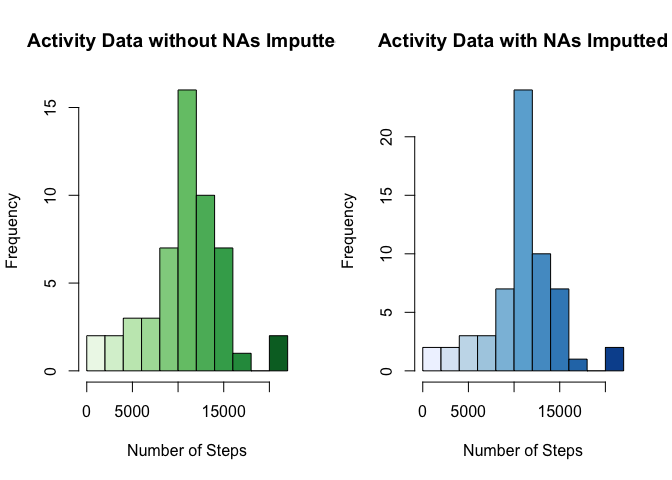 Activity Data without NAs Imputte
Frequency
15
10
5
0
0 5000 15000
Number of Steps
Activity Data with NAs Imputted
Frequency
20
15
10
5
0
0 5000 15000
Number of Steps